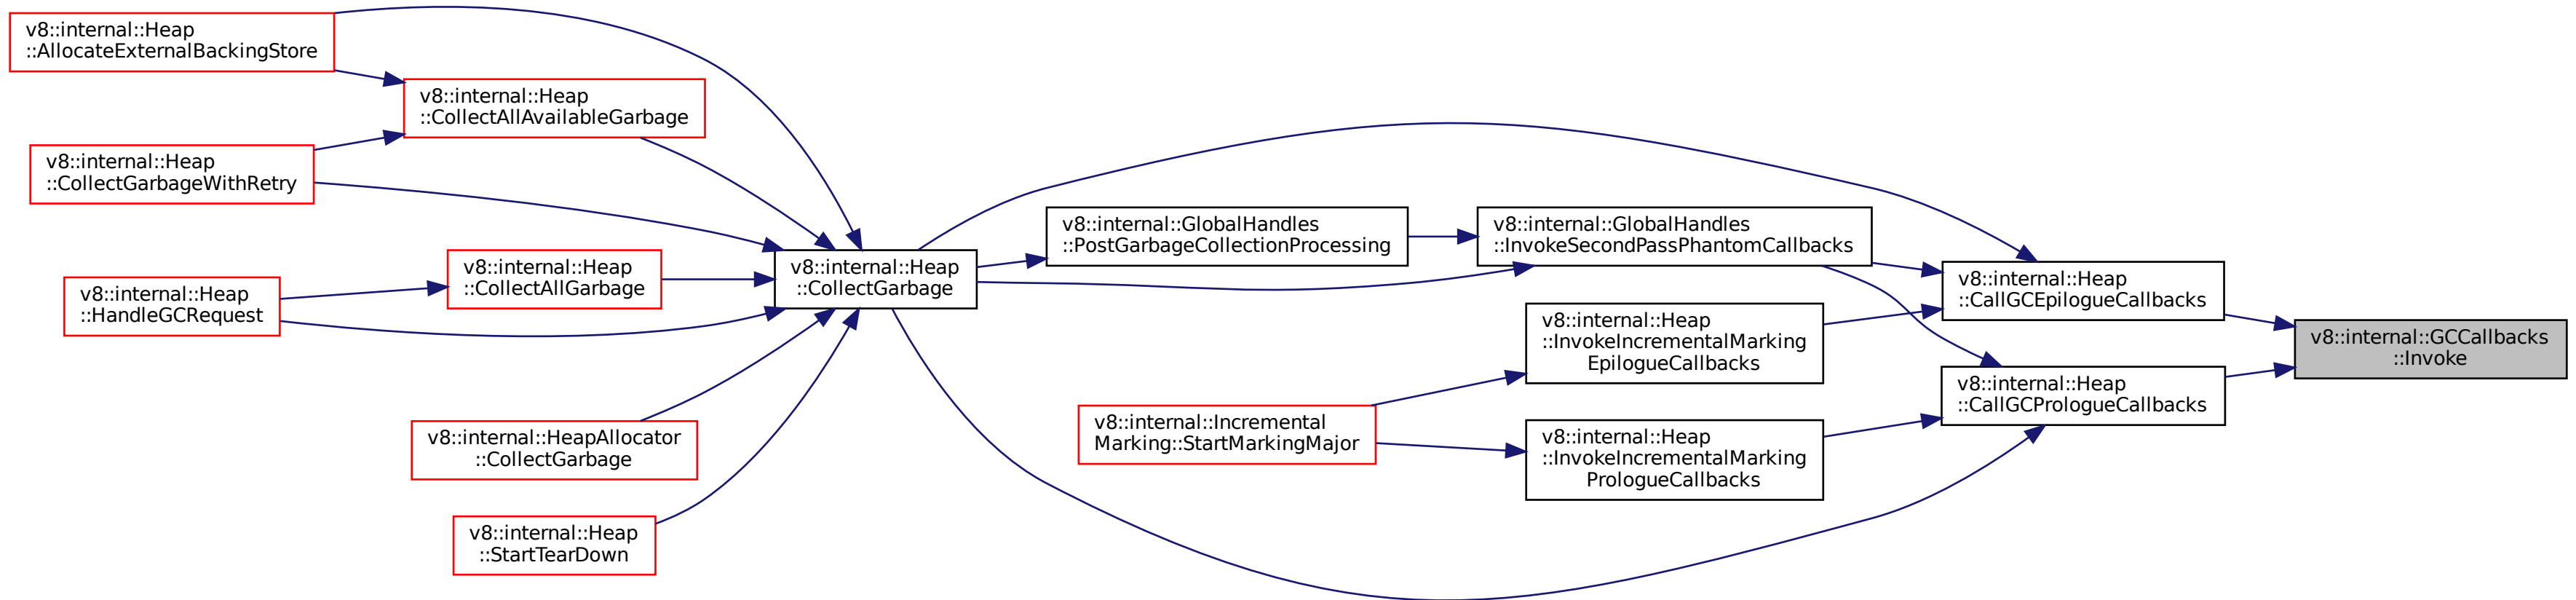 v8::internal::Heap
::AllocateExternalBackingStore
v8::internal::Heap
::CollectAllAvailableGarbage
v8::internal::Heap
::CollectGarbageWithRetry
v8::internal::GlobalHandles
::PostGarbageCollectionProcessing
v8::internal::GlobalHandles
::InvokeSecondPassPhantomCallbacks
v8::internal::Heap
::CollectAllGarbage
v8::internal::Heap
::CollectGarbage
v8::internal::Heap
::CallGCEpilogueCallbacks
v8::internal::Heap
::HandleGCRequest
v8::internal::Heap
::InvokeIncrementalMarking
EpilogueCallbacks
v8::internal::GCCallbacks
::Invoke
v8::internal::Heap
::CallGCPrologueCallbacks
v8::internal::Incremental
Marking::StartMarkingMajor
v8::internal::HeapAllocator
::CollectGarbage
v8::internal::Heap
::InvokeIncrementalMarking
PrologueCallbacks
v8::internal::Heap
::StartTearDown